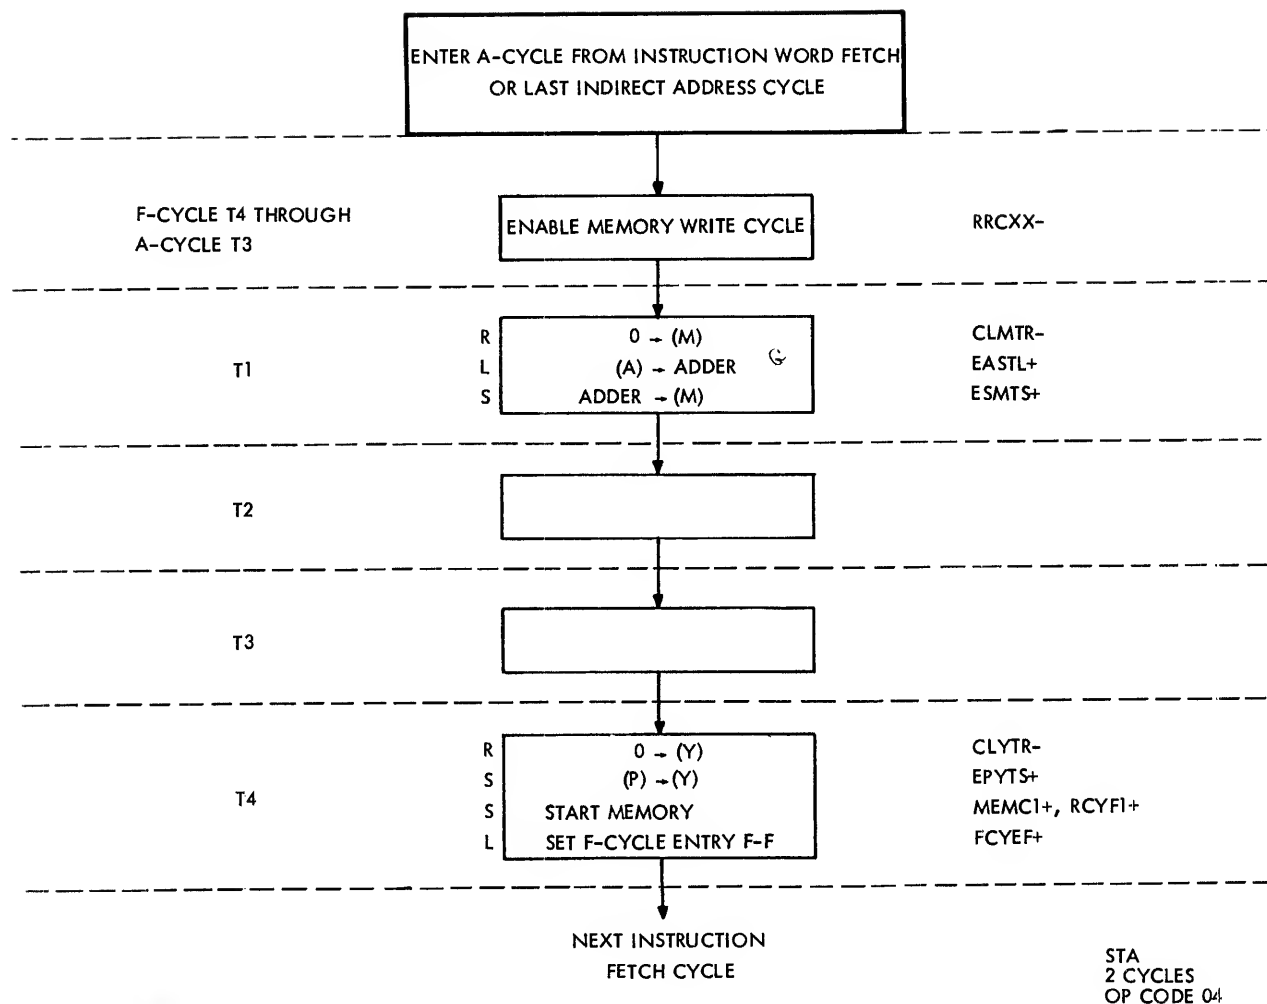 ENTER A-CYCLE FROM INSTRUCTION WORD FETCH
OR LAST INDIRECT ADDRESS CYCLE
F-CYCLE T4 THROUGH
A-CYCLE T3
ENABLE MEMORY WRITE CYCLE
RRCXX-
T1
R 0 → (M) CLMTR-
L (A) → ADDER EASTL+
S ADDER → (M) ESMTS+
T2
T3
T4
R 0 → (Y) CLYTR-
S (P) → (Y) EPYTS+
S START MEMORY MEMC1+, RCYF1+
L SET F-CYCLE ENTRY F-F FCYEF+
NEXT INSTRUCTION
FETCH CYCLE
STA
2 CYCLES
OP CODE 04